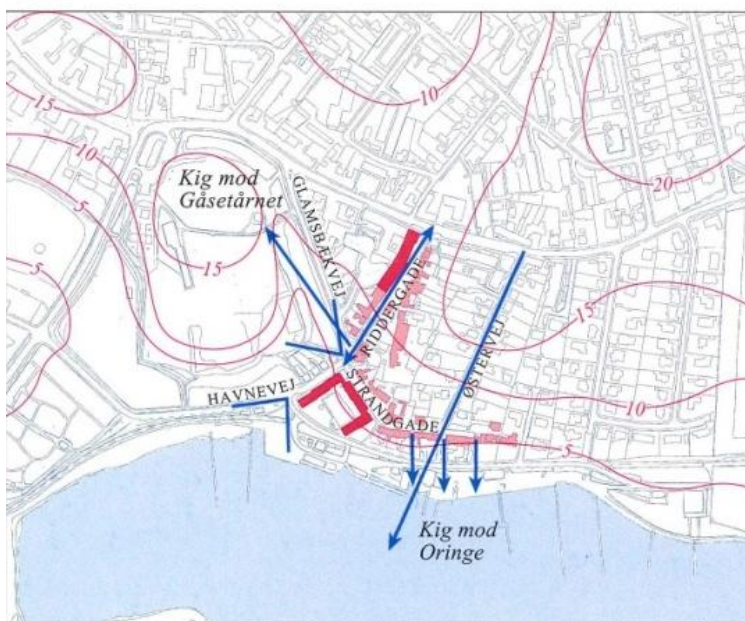 15
10
20
10
5
Kig mod
Gåsetårnet
GLAMSBÆKVEJ
15
5
RIDDERGADE
15
ØSTERVEJ
HAVNEVEJ
STRANDGADE
10
5
Kig mod
Oringe